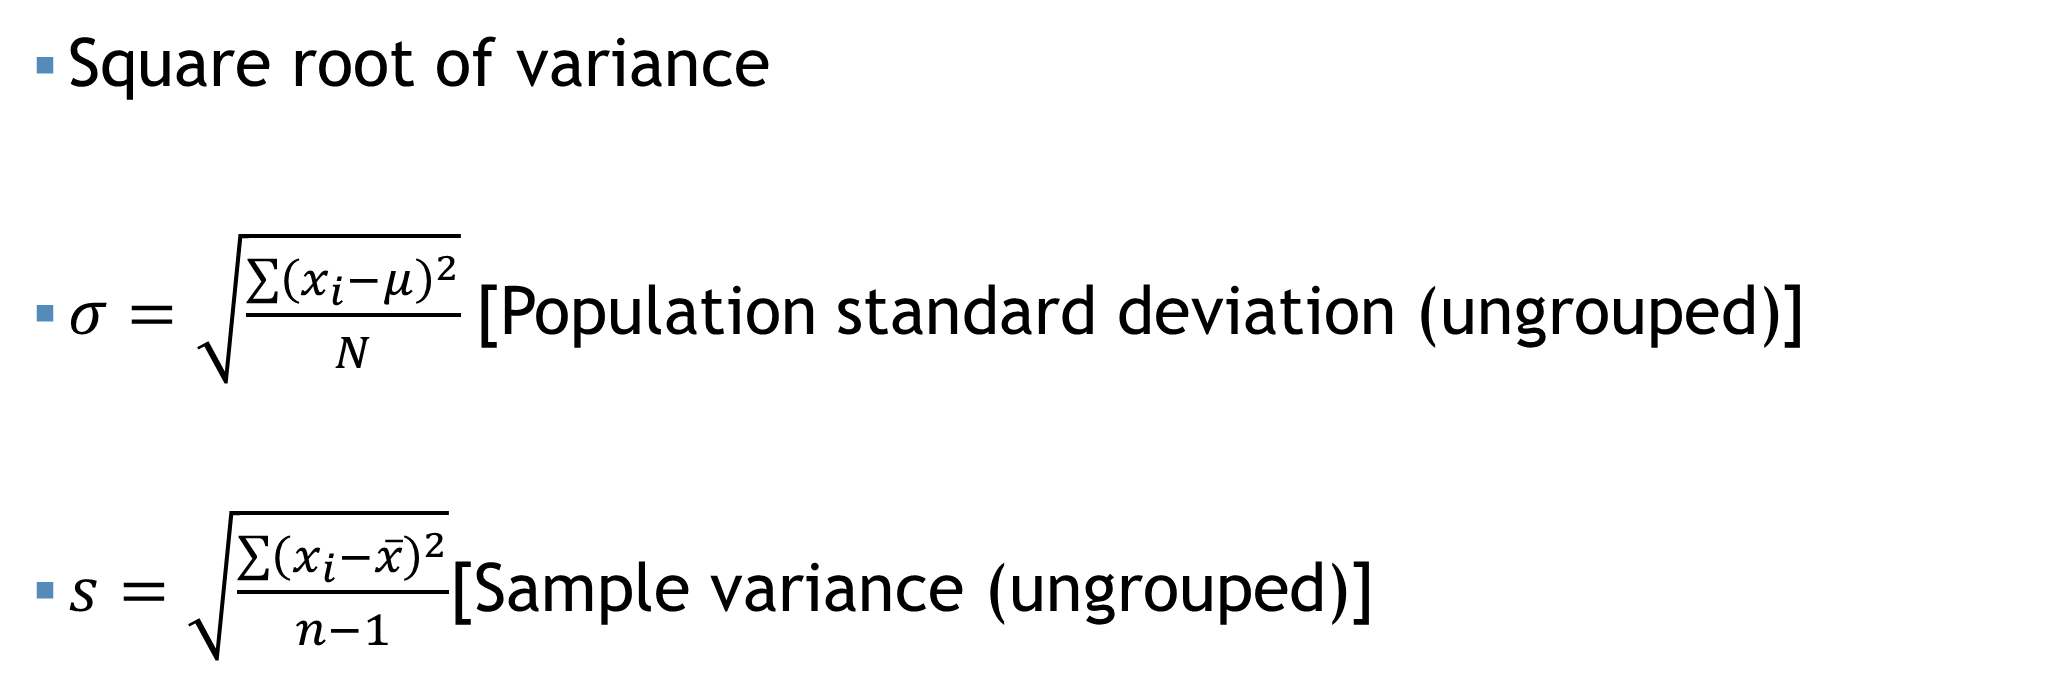 ▪ Square root of variance
▪ σ = √(∑(xᵢ−μ)²/N) [Population standard deviation (ungrouped)]
▪ s = √(∑(xᵢ−x̄)²/(n−1)) [Sample variance (ungrouped)]